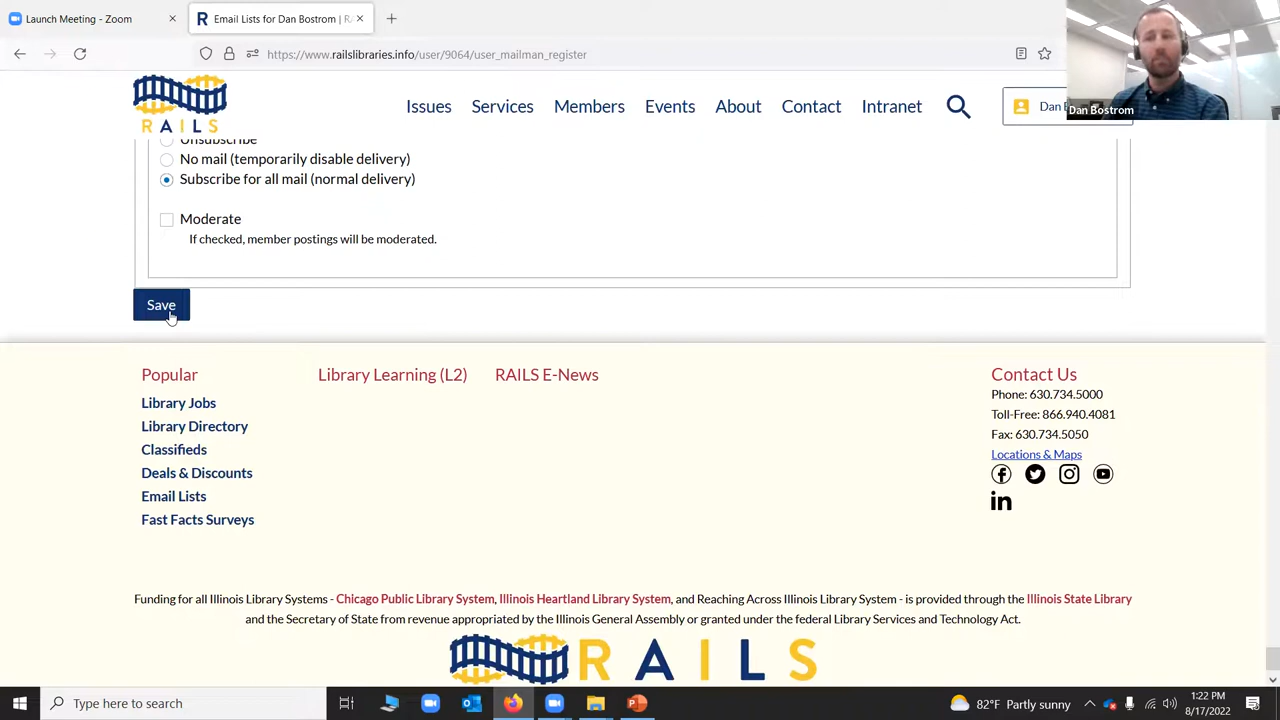 Launch Meeting - Zoom
Email Lists for Dan Bostrom | R
https://www.railslibraries.info/user/9064/user_mailman_register
RAILS
Issues Services Members Events About Contact Intranet
Dan
Dan Bostrom
Unsubscribe
No mail (temporarily disable delivery)
Subscribe for all mail (normal delivery)
Moderate
If checked, member postings will be moderated.
Save
Popular
Library Jobs
Library Directory
Classifieds
Deals & Discounts
Email Lists
Fast Facts Surveys
Library Learning (L2)
RAILS E-News
Contact Us
Phone: 630.734.5000
Toll-Free: 866.940.4081
Fax: 630.734.5050
Locations & Maps
Funding for all Illinois Library Systems - Chicago Public Library System, Illinois Heartland Library System, and Reaching Across Illinois Library System - is provided through the Illinois State Library
and the Secretary of State from revenue appropriated by the Illinois General Assembly or granted under the federal Library Services and Technology Act.
RAILS
Type here to search
82°F Partly sunny
1:22 PM
8/17/2022